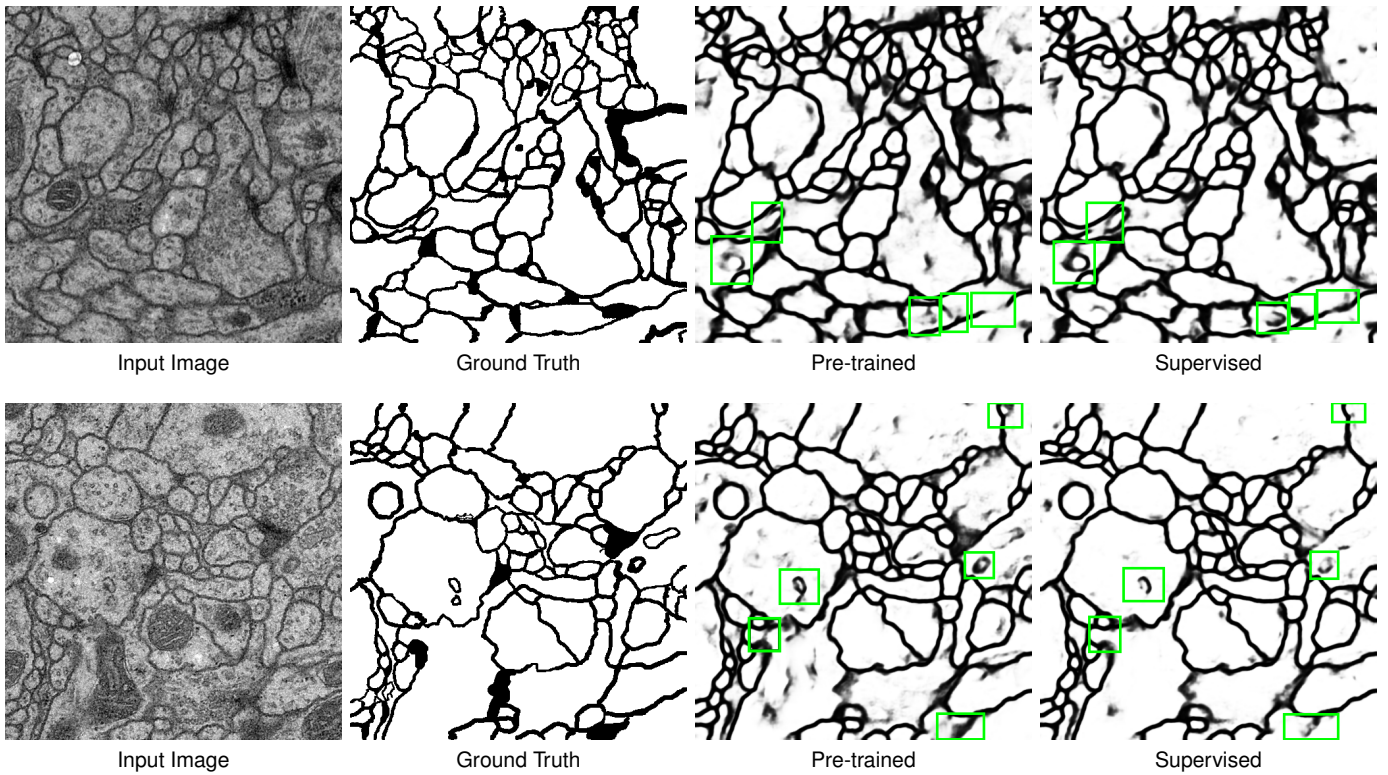 Input Image
Ground Truth
Pre-trained
Supervised
Input Image
Ground Truth
Pre-trained
Supervised